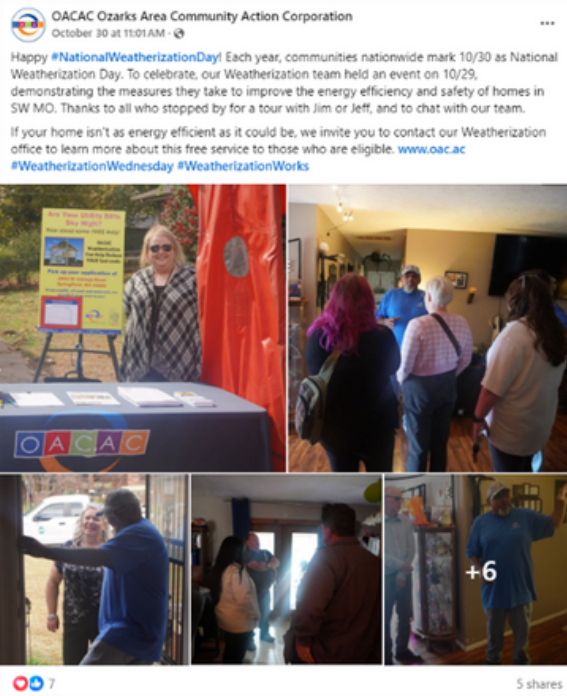 OACAC Ozarks Area Community Action Corporation
October 30 at 11:01 AM ·
Happy #NationalWeatherizationDay! Each year, communities nationwide mark 10/30 as National
Weatherization Day. To celebrate, our Weatherization team held an event on 10/29,
demonstrating the measures they take to improve the energy efficiency and safety of homes in
SW MO. Thanks to all who stopped by for a tour with Jim or Jeff, and to chat with our team.
If your home isn't as energy efficient as it could be, we invite you to contact our Weatherization
office to learn more about this free service to those who are eligible. www.oac.ac
#WeatherizationWednesday #WeatherizationWorks
Are Your Utility Bills
Sky High?
OACAC
Pick up your application at
OACAC
+6
7
5 shares